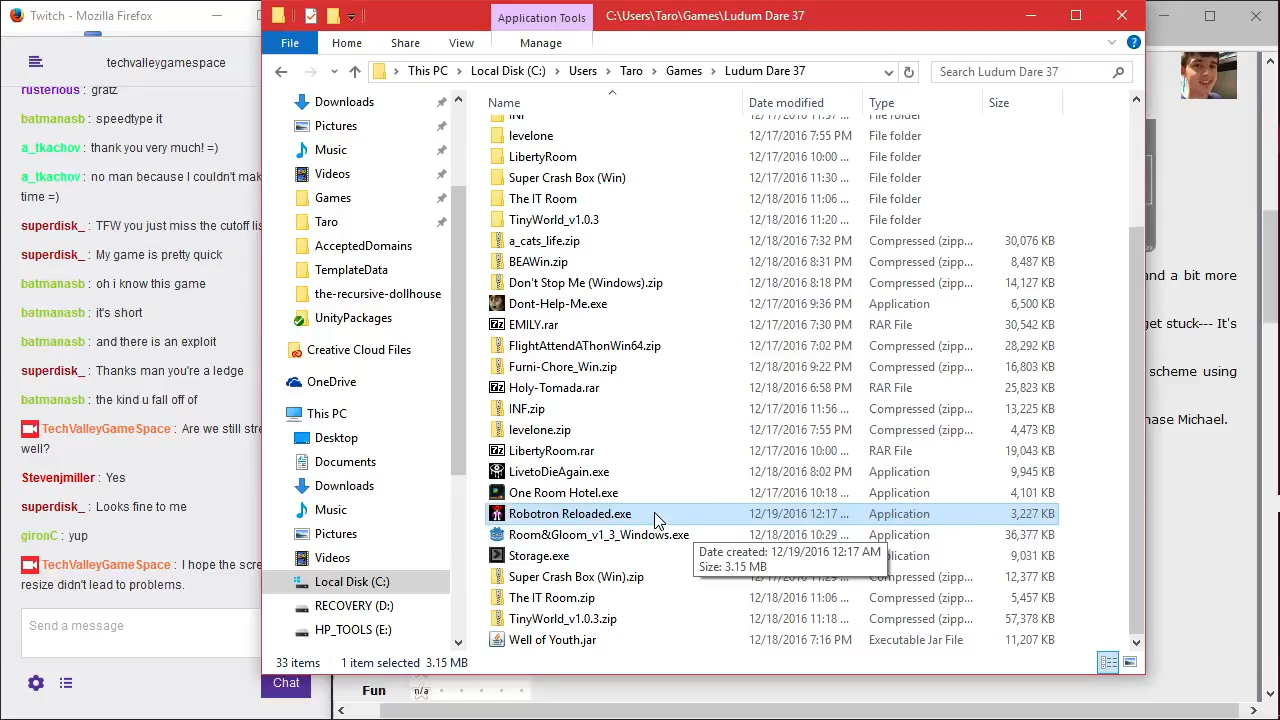 Twitch - Mozilla Firefox
techvalleygamespace
rusterious : gratz
batmanasb : speedtype it
a_tkachov : thank you very much! =)
a_tkachov : no man because I couldn't mak
time =)
superdisk_ : TFW you just miss the cutoff lis
superdisk_ : My game is pretty quick
batmanasb : oh i know this game
batmanasb : it's short
batmanasb : and there is an exploit
superdisk_ : Thanks man you're a ledge
batmanasb : the kind u fall off of
TechValleyGameSpace : Are we still stre
well?
Stevenjmiller : Yes
superdisk_ : Looks fine to me
gironC : yup
TechValleyGameSpace : I hope the scre
resize didn't lead to problems.
Send a message
Chat
Application Tools
C:\Users\Taro\Games\Ludum Dare 37
File
Home
Share
View
Manage
This PC
Local Disk (C:)
Users
Taro
Games
Ludum Dare 37
Search Ludum Dare 37
Downloads
Pictures
Music
Videos
Games
Taro
AcceptedDomains
TemplateData
the-recursive-dollhouse
UnityPackages
Creative Cloud Files
OneDrive
This PC
Desktop
Documents
Downloads
Music
Pictures
Videos
Local Disk (C:)
RECOVERY (D:)
HP_TOOLS (E:)
Name Date modified Type Size
INF 12/17/2016 11:57 PM File folder
levelone 12/17/2016 7:55 PM File folder
LibertyRoom 12/17/2016 10:00 ... File folder
Super Crash Box (Win) 12/17/2016 11:30 ... File folder
The IT Room 12/18/2016 11:06 ... File folder
TinyWorld_v1.0.3 12/18/2016 11:20 ... File folder
a_cats_life.zip 12/18/2016 7:32 PM Compressed (zipp... 30,076 KB
BEAWin.zip 12/18/2016 8:31 PM Compressed (zipp... 8,487 KB
Don't Stop Me (Windows).zip 12/18/2016 8:18 PM Compressed (zipp... 14,127 KB
Dont-Help-Me.exe 12/17/2016 9:36 PM Application 6,500 KB
EMILY.rar 12/17/2016 7:30 PM RAR File 30,542 KB
FlightAttendAThonWin64.zip 12/17/2016 7:02 PM Compressed (zipp... 28,292 KB
Furni-Chore_Win.zip 12/18/2016 9:22 PM Compressed (zipp... 16,803 KB
Holy-Tomada.rar 12/18/2016 6:58 PM RAR File 25,823 KB
INF.zip 12/17/2016 11:56 ... Compressed (zipp... 13,225 KB
levelone.zip 12/17/2016 7:55 PM Compressed (zipp... 4,473 KB
LibertyRoom.rar 12/17/2016 10:00 ... RAR File 19,043 KB
LivetoDieAgain.exe 12/18/2016 8:02 PM Application 9,945 KB
One Room Hotel.exe 12/17/2016 10:18 ... Application 4,101 KB
Robotron Reloaded.exe 12/19/2016 12:17 ... Application 3,227 KB
Room&Gloom_v1_3_Windows.exe 12/18/2016 10:29 ... Application 36,377 KB
Storage.exe pplication 9,031 KB
Super Crash Box (Win).zip 12/17/2016 11:29 ... Compressed (zipp... 12,377 KB
The IT Room.zip 12/18/2016 11:06 ... Compressed (zipp... 5,457 KB
TinyWorld_v1.0.3.zip 12/18/2016 11:18 ... Compressed (zipp... 57,378 KB
Well of Youth.jar 12/18/2016 7:16 PM Executable Jar File 11,207 KB
Date created: 12/19/2016 12:17 AM
Size: 3.15 MB
33 items 1 item selected 3.15 MB
and a bit more
get stuck--- It's
scheme using
hase Michael.
Fun n/a